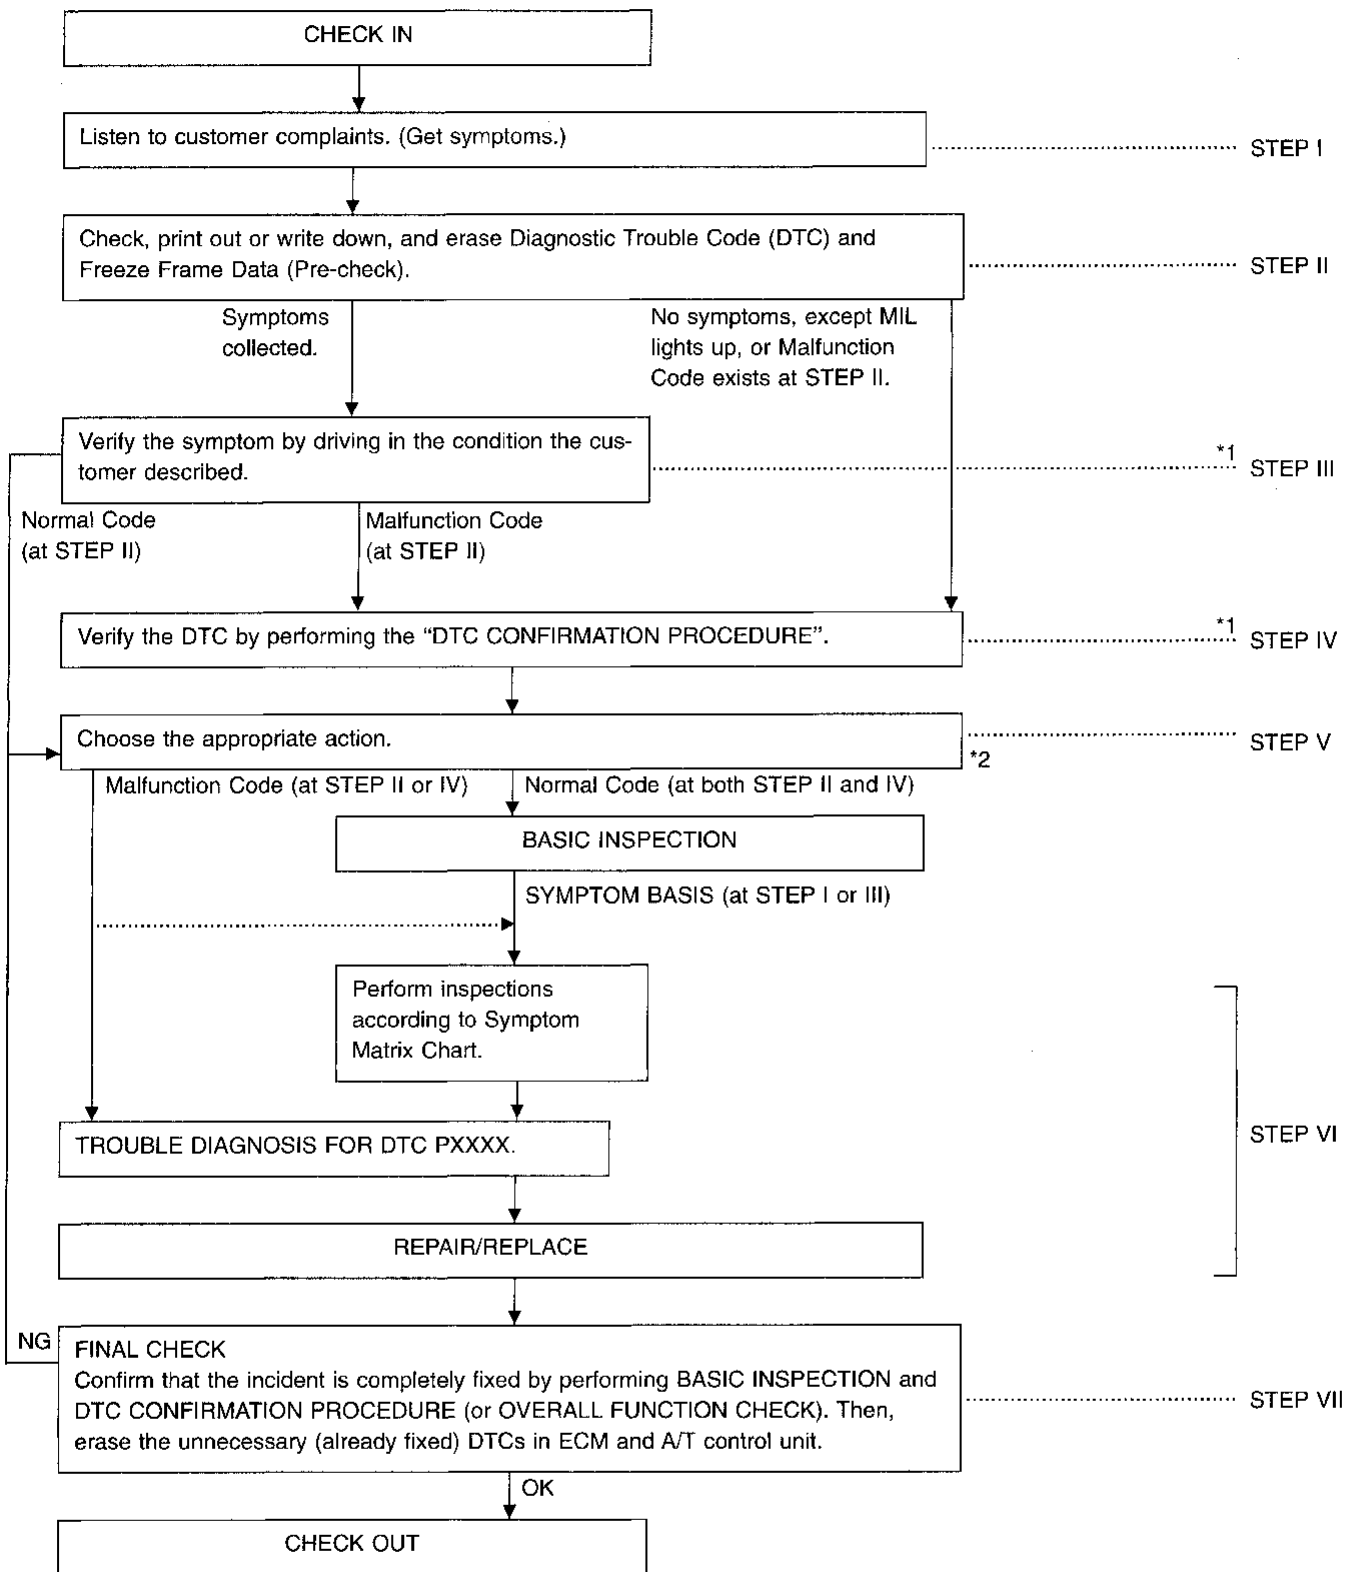 CHECK IN
Listen to customer complaints. (Get symptoms.)
STEP I
Check, print out or write down, and erase Diagnostic Trouble Code (DTC) and
Freeze Frame Data (Pre-check).
STEP II
Symptoms
collected.
No symptoms, except MIL
lights up, or Malfunction
Code exists at STEP II.
Verify the symptom by driving in the condition the cus-
tomer described.
*1
STEP III
Normal Code
(at STEP II)
Malfunction Code
(at STEP II)
Verify the DTC by performing the “DTC CONFIRMATION PROCEDURE”.
*1
STEP IV
Choose the appropriate action.
STEP V
*2
Malfunction Code (at STEP II or IV)
Normal Code (at both STEP II and IV)
BASIC INSPECTION
SYMPTOM BASIS (at STEP I or III)
Perform inspections
according to Symptom
Matrix Chart.
TROUBLE DIAGNOSIS FOR DTC PXXXX.
STEP VI
REPAIR/REPLACE
NG
FINAL CHECK
Confirm that the incident is completely fixed by performing BASIC INSPECTION and
DTC CONFIRMATION PROCEDURE (or OVERALL FUNCTION CHECK). Then,
erase the unnecessary (already fixed) DTCs in ECM and A/T control unit.
STEP VII
OK
CHECK OUT